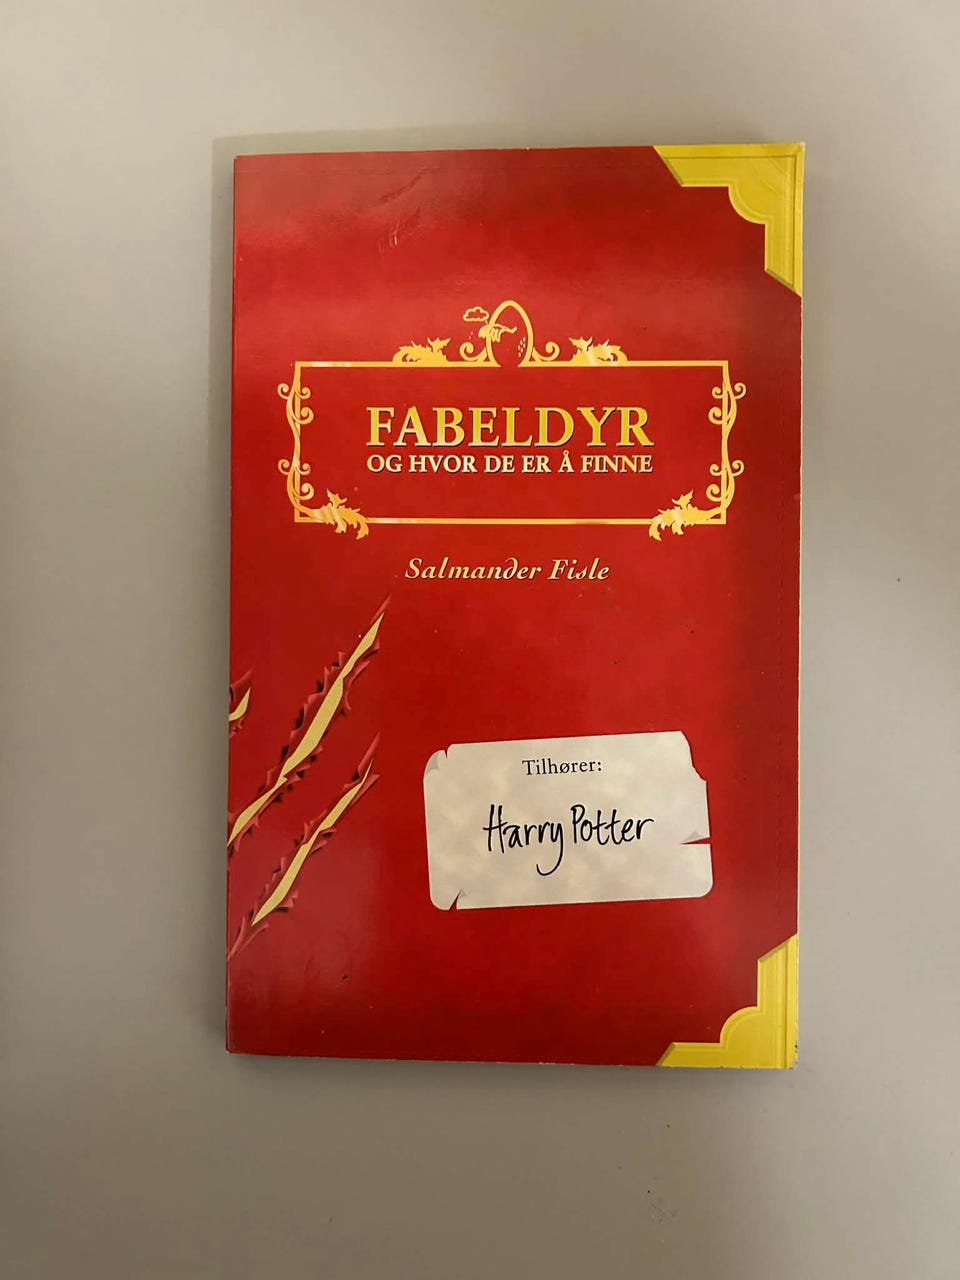 FABELDYR
OG HVOR DE ER Å FINNE
Salmander Fisle
Tilhører:
Harry Potter